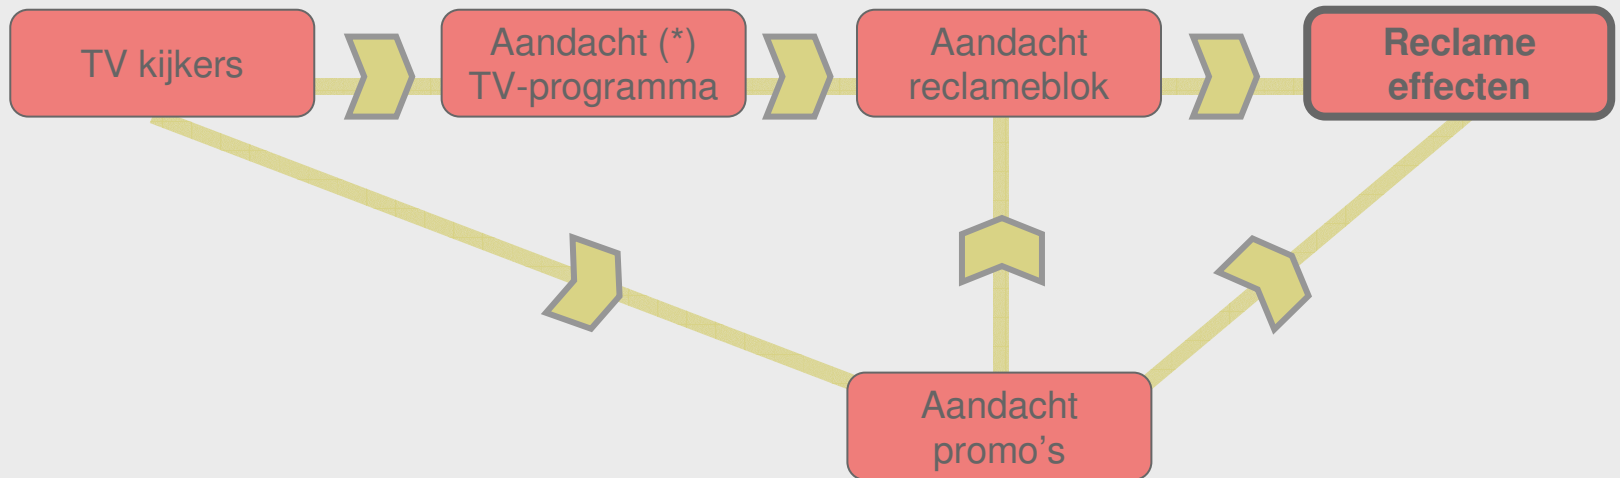 TV kijkers
Aandacht (*)
TV-programma
Aandacht
reclameblok
Reclame
effecten
Aandacht
promo’s